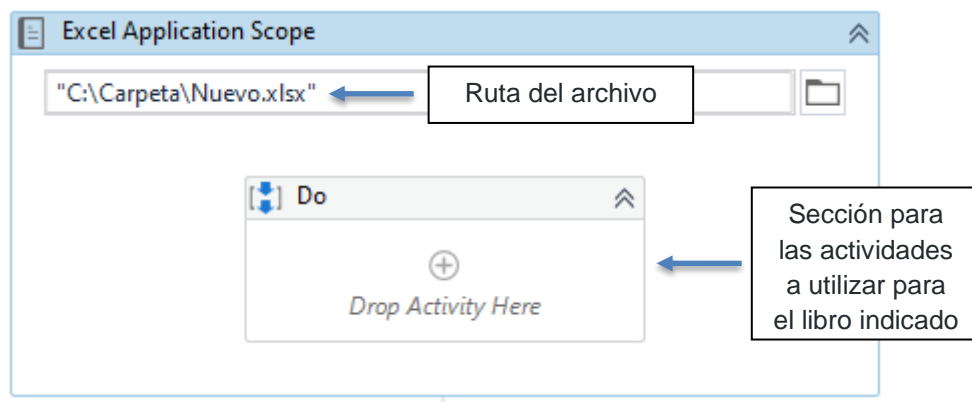 Excel Application Scope
"C:\Carpeta\Nuevo.xlsx"
Ruta del archivo
Do
Drop Activity Here
Sección para
las actividades
a utilizar para
el libro indicado